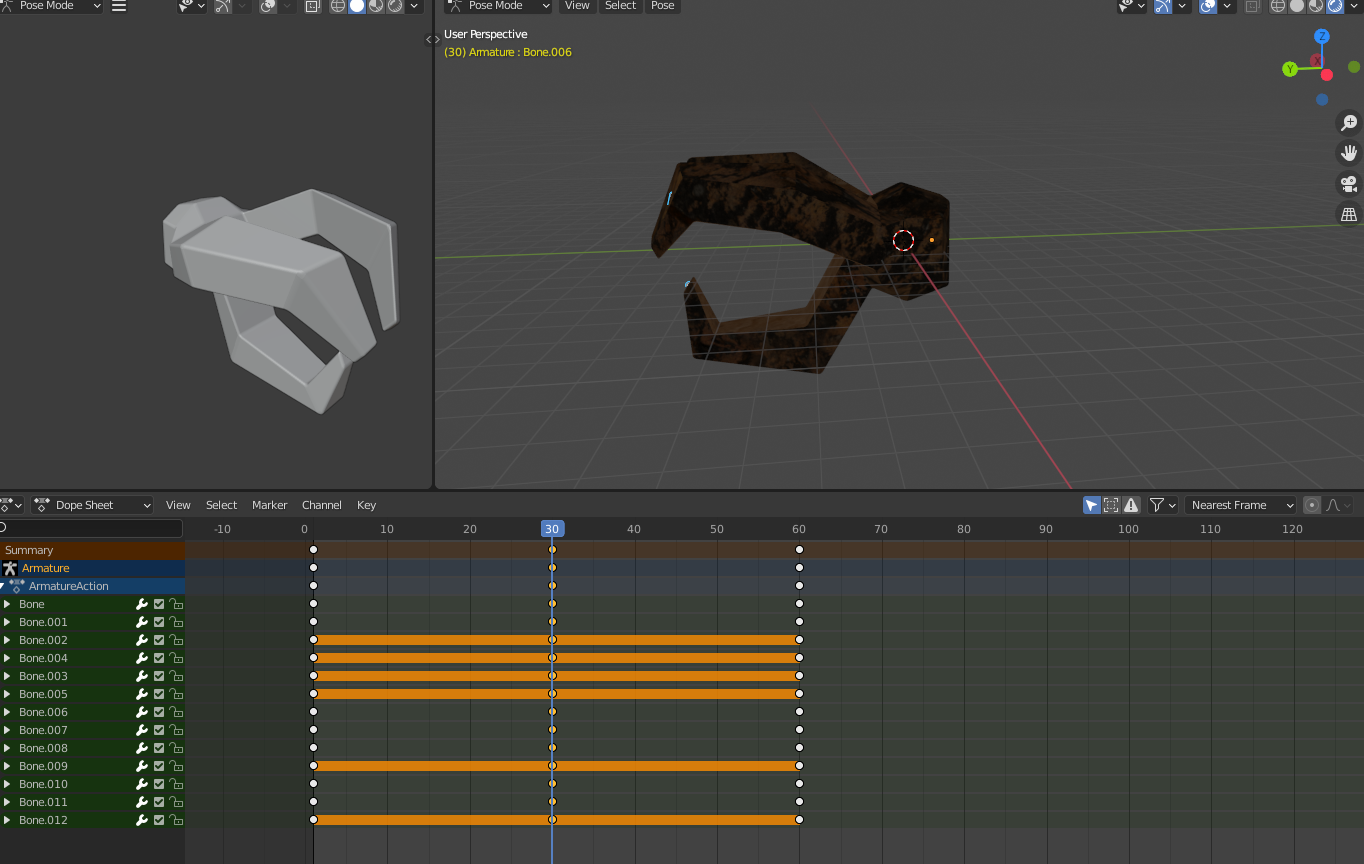 Pose Mode
Pose Mode View Select Pose
User Perspective
(30) Armature : Bone.006
Z
X
Y
Dope Sheet View Select Marker Channel Key Nearest Frame
-10 0 10 20 30 40 50 60 70 80 90 100 110 120
Summary
Armature
ArmatureAction
Bone
Bone.001
Bone.002
Bone.004
Bone.003
Bone.005
Bone.006
Bone.007
Bone.008
Bone.009
Bone.010
Bone.011
Bone.012